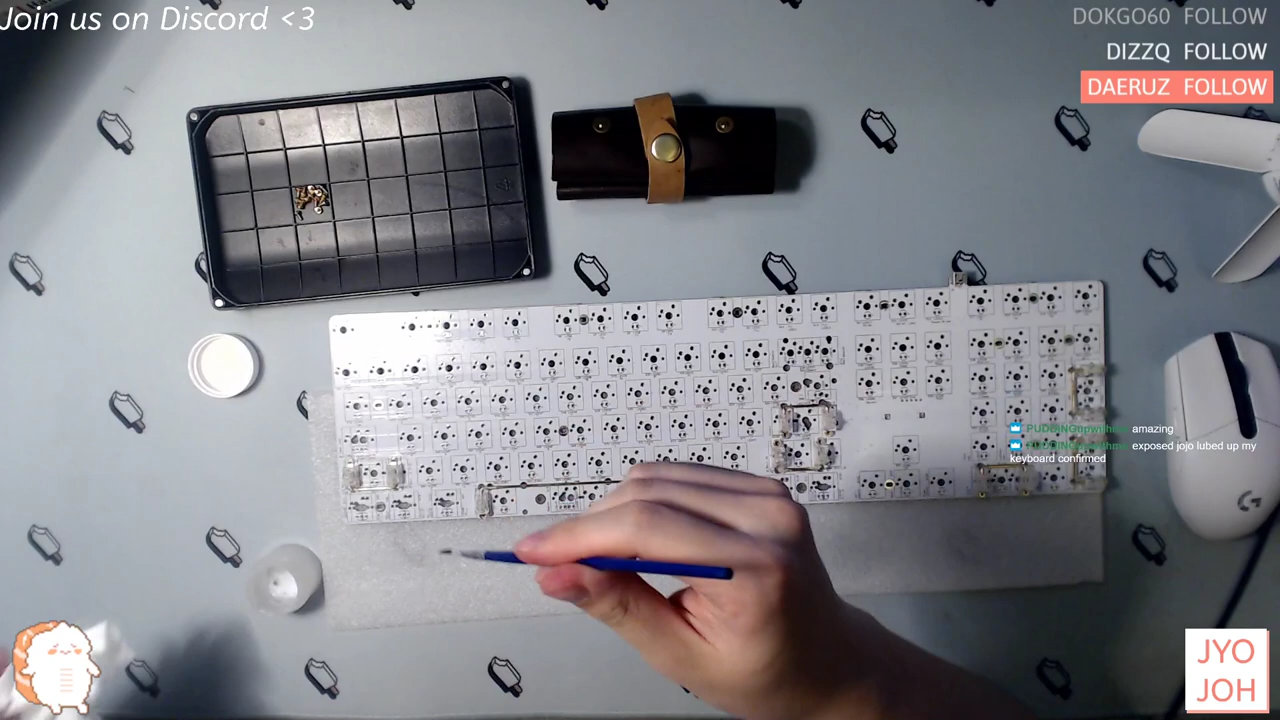 Join us on Discord <3
DOKGO60 FOLLOW
DIZZQ FOLLOW
DAERUZ FOLLOW
amazing
exposed jojo lubed up my
keyboard confirmed
JYO
JOH